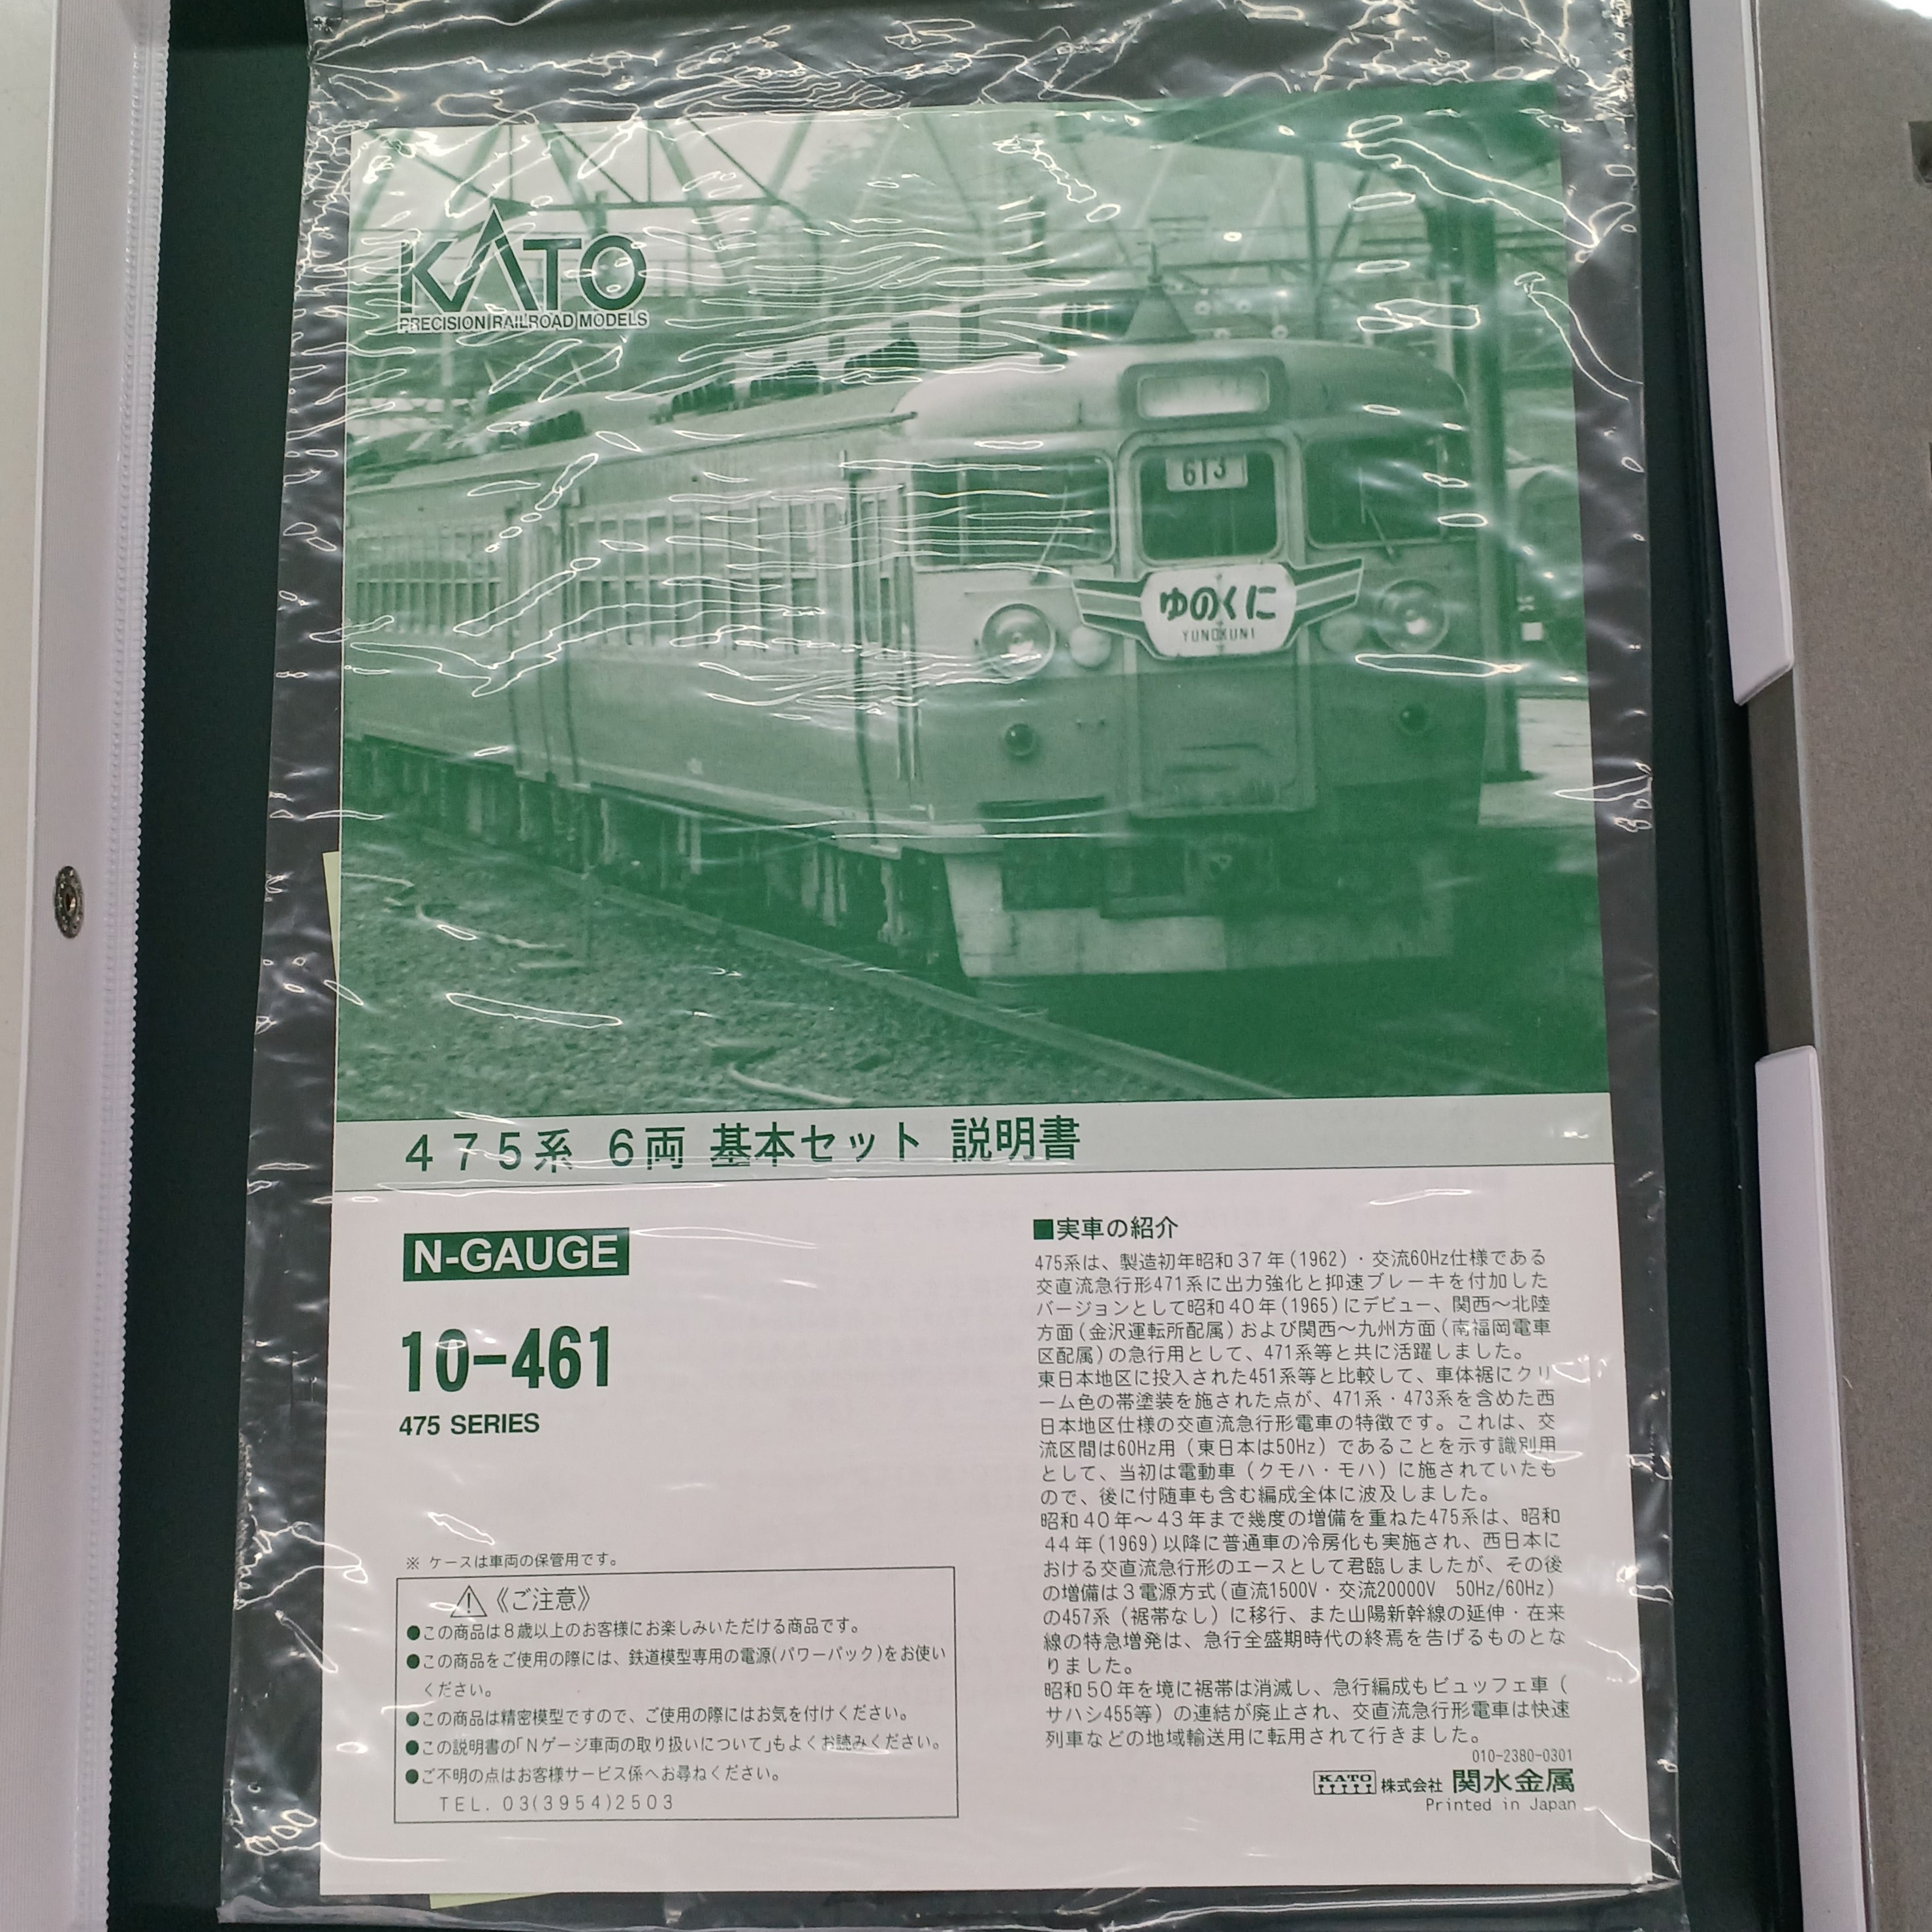 KATO
PRECISION RAILROAD MODELS
6T3
ゆのくに
YUNOKUNI
475系 6両 基本セット 説明書
N-GAUGE
10-461
475 SERIES
※ ケースは車両の保管用です。
⚠《ご注意》
●この商品は8歳以上のお客様にお楽しみいただける商品です。
●この商品をご使用の際には、鉄道模型専用の電源(パワーパック)をお使い
ください。
●この商品は精密模型ですので、ご使用の際にはお気を付けください。
●この説明書の｢Nゲージ車両の取り扱いについて｣もよくお読みください。
●ご不明の点はお客様サービス係へお尋ねください。
TEL. 03(3954)2503
■実車の紹介
475系は、製造初年昭和37年(1962)・交流60Hz仕様である
交直流急行形471系に出力強化と抑速ブレーキを付加した
バージョンとして昭和40年(1965)にデビュー、関西〜北陸
方面(金沢運転所配属)および関西〜九州方面(南福岡電車
区配属)の急行用として、471系等と共に活躍しました。
東日本地区に投入された451系等と比較して、車体裾にクリ
ーム色の帯塗装を施された点が、471系・473系を含めた西
日本地区仕様の交直流急行形電車の特徴です。これは、交
流区間は60Hz用（東日本は50Hz）であることを示す識別用
として、当初は電動車（クモハ・モハ）に施されていたも
ので、後に付随車も含む編成全体に波及しました。
昭和40年〜43年まで幾度の増備を重ねた475系は、昭和
44年(1969)以降に普通車の冷房化も実施され、西日本に
おける交直流急行形のエースとして君臨しましたが、その後
の増備は3電源方式(直流1500V・交流20000V 50Hz/60Hz)
の457系（裾帯なし）に移行、また山陽新幹線の延伸・在来
線の特急増発は、急行全盛期時代の終焉を告げるものとな
りました。
昭和50年を境に裾帯は消滅し、急行編成もビュッフェ車（
サハシ455等）の連結が廃止され、交直流急行形電車は快速
列車などの地域輸送用に転用されて行きました。
010-2380-0301
KATO 株式会社 関水金属
Printed in Japan